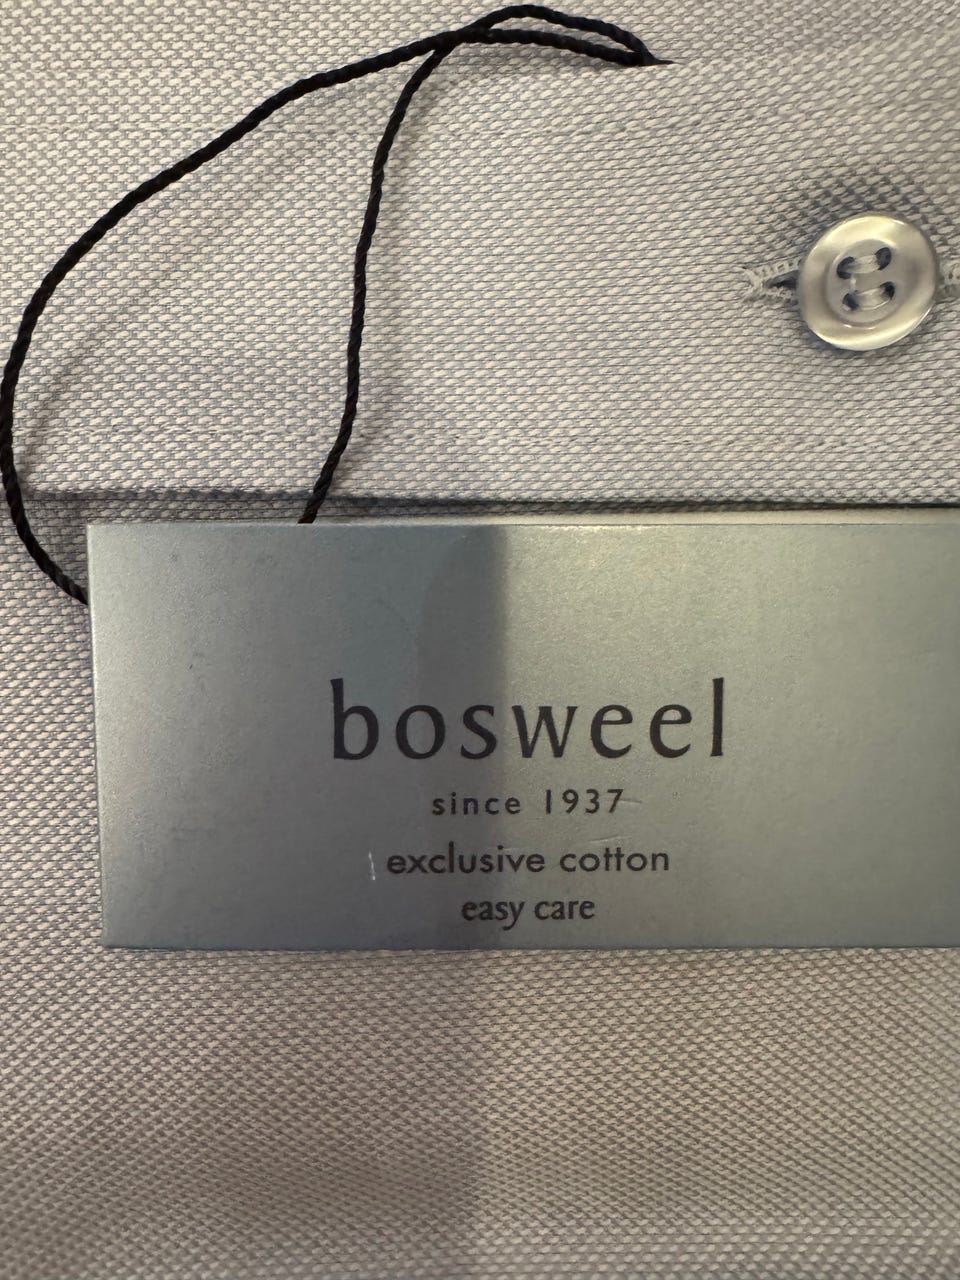 bosweel
since 1937
exclusive cotton
easy care